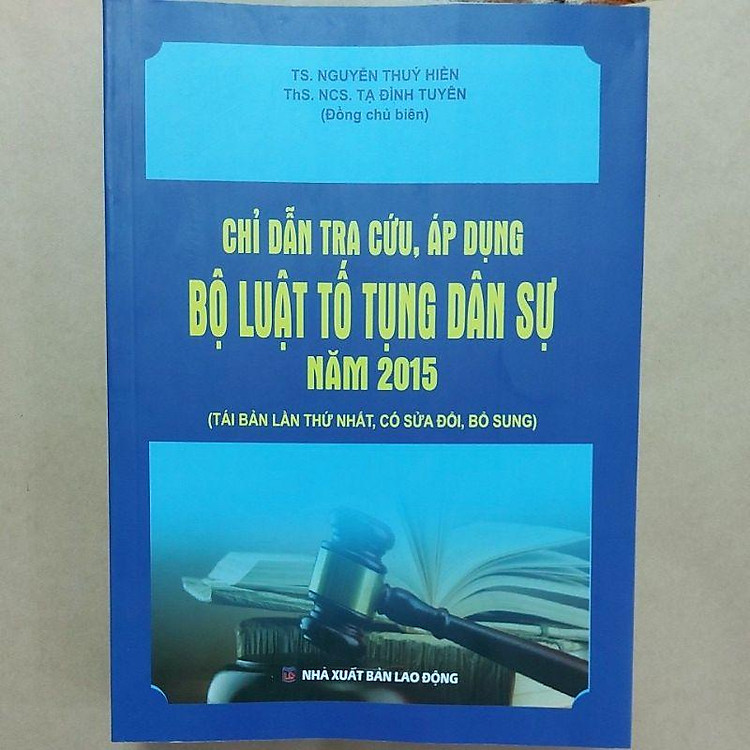 TS. NGUYỄN THUÝ HIỀN
ThS. NCS. TẠ ĐÌNH TUYÊN
(Đồng chủ biên)
CHỈ DẪN TRA CỨU, ÁP DỤNG
BỘ LUẬT TỐ TỤNG DÂN SỰ
NĂM 2015
(TÁI BẢN LẦN THỨ NHẤT, CÓ SỬA ĐỔI, BỔ SUNG)
NHÀ XUẤT BẢN LAO ĐỘNG